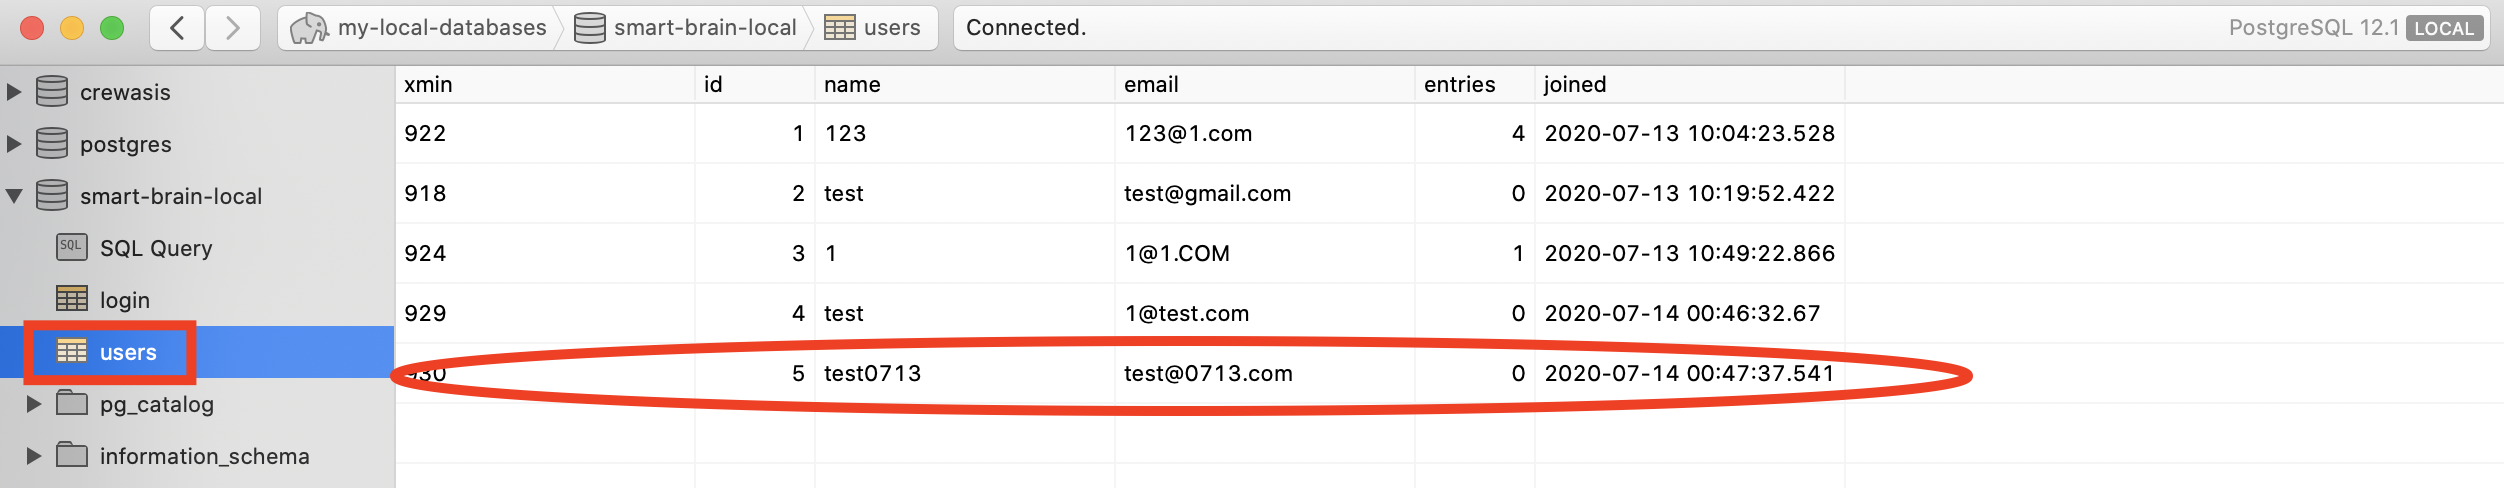 my-local-databases smart-brain-local users Connected. PostgreSQL 12.1 LOCAL
crewasis
postgres
smart-brain-local
SQL SQL Query
login
users
pg_catalog
information_schema
xmin id name email entries joined
922 1 123 123@1.com 4 2020-07-13 10:04:23.528
918 2 test test@gmail.com 0 2020-07-13 10:19:52.422
924 3 1 1@1.COM 1 2020-07-13 10:49:22.866
929 4 test 1@test.com 0 2020-07-14 00:46:32.67
930 5 test0713 test@0713.com 0 2020-07-14 00:47:37.541